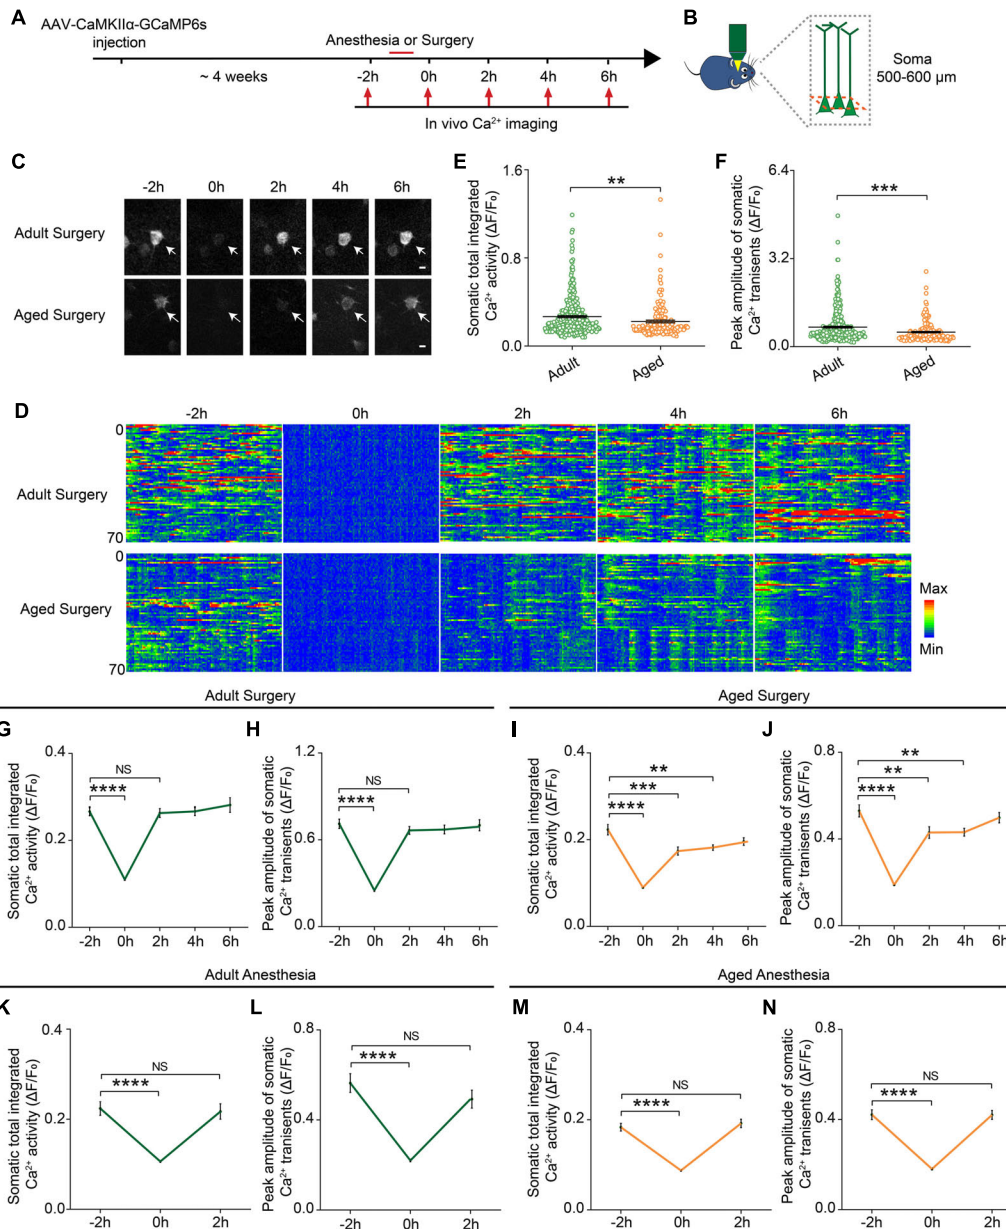 A
AAV-CaMKIIα-GCaMP6s
injection
Anesthesia or Surgery
~ 4 weeks
-2h 0h 2h 4h 6h
In vivo Ca²⁺ imaging
B
Soma
500-600 µm
C
-2h 0h 2h 4h 6h
Adult Surgery
Aged Surgery
E
Somatic total integrated
Ca²⁺ activity (ΔF/F₀)
1.6
0.8
0.0
**
Adult Aged
F
Peak amplitude of somatic
Ca²⁺ tranisents (ΔF/F₀)
6.4
3.2
0.0
***
Adult Aged
D
-2h 0h 2h 4h 6h
Adult Surgery
0
70
Aged Surgery
0
70
Max
Min
Adult Surgery
G
Somatic total integrated
Ca²⁺ activity (ΔF/F₀)
0.4
0.2
0.0
NS
****
-2h 0h 2h 4h 6h
H
Peak amplitude of somatic
Ca²⁺ tranisents (ΔF/F₀)
1.2
0.6
0.0
NS
****
-2h 0h 2h 4h 6h
Aged Surgery
I
Somatic total integrated
Ca²⁺ activity (ΔF/F₀)
0.4
0.2
0.0
**
***
****
-2h 0h 2h 4h 6h
J
Peak amplitude of somatic
Ca²⁺ tranisents (ΔF/F₀)
0.8
0.4
0.0
**
**
****
-2h 0h 2h 4h 6h
Adult Anesthesia
K
Somatic total integrated
Ca²⁺ activity (ΔF/F₀)
0.4
0.2
0.0
NS
****
-2h 0h 2h
L
Peak amplitude of somatic
Ca²⁺ tranisents (ΔF/F₀)
0.8
0.4
0.0
NS
****
-2h 0h 2h
Aged Anesthesia
M
Somatic total integrated
Ca²⁺ activity (ΔF/F₀)
0.4
0.2
0.0
NS
****
-2h 0h 2h
N
Peak amplitude of somatic
Ca²⁺ tranisents (ΔF/F₀)
0.8
0.4
0.0
NS
****
-2h 0h 2h